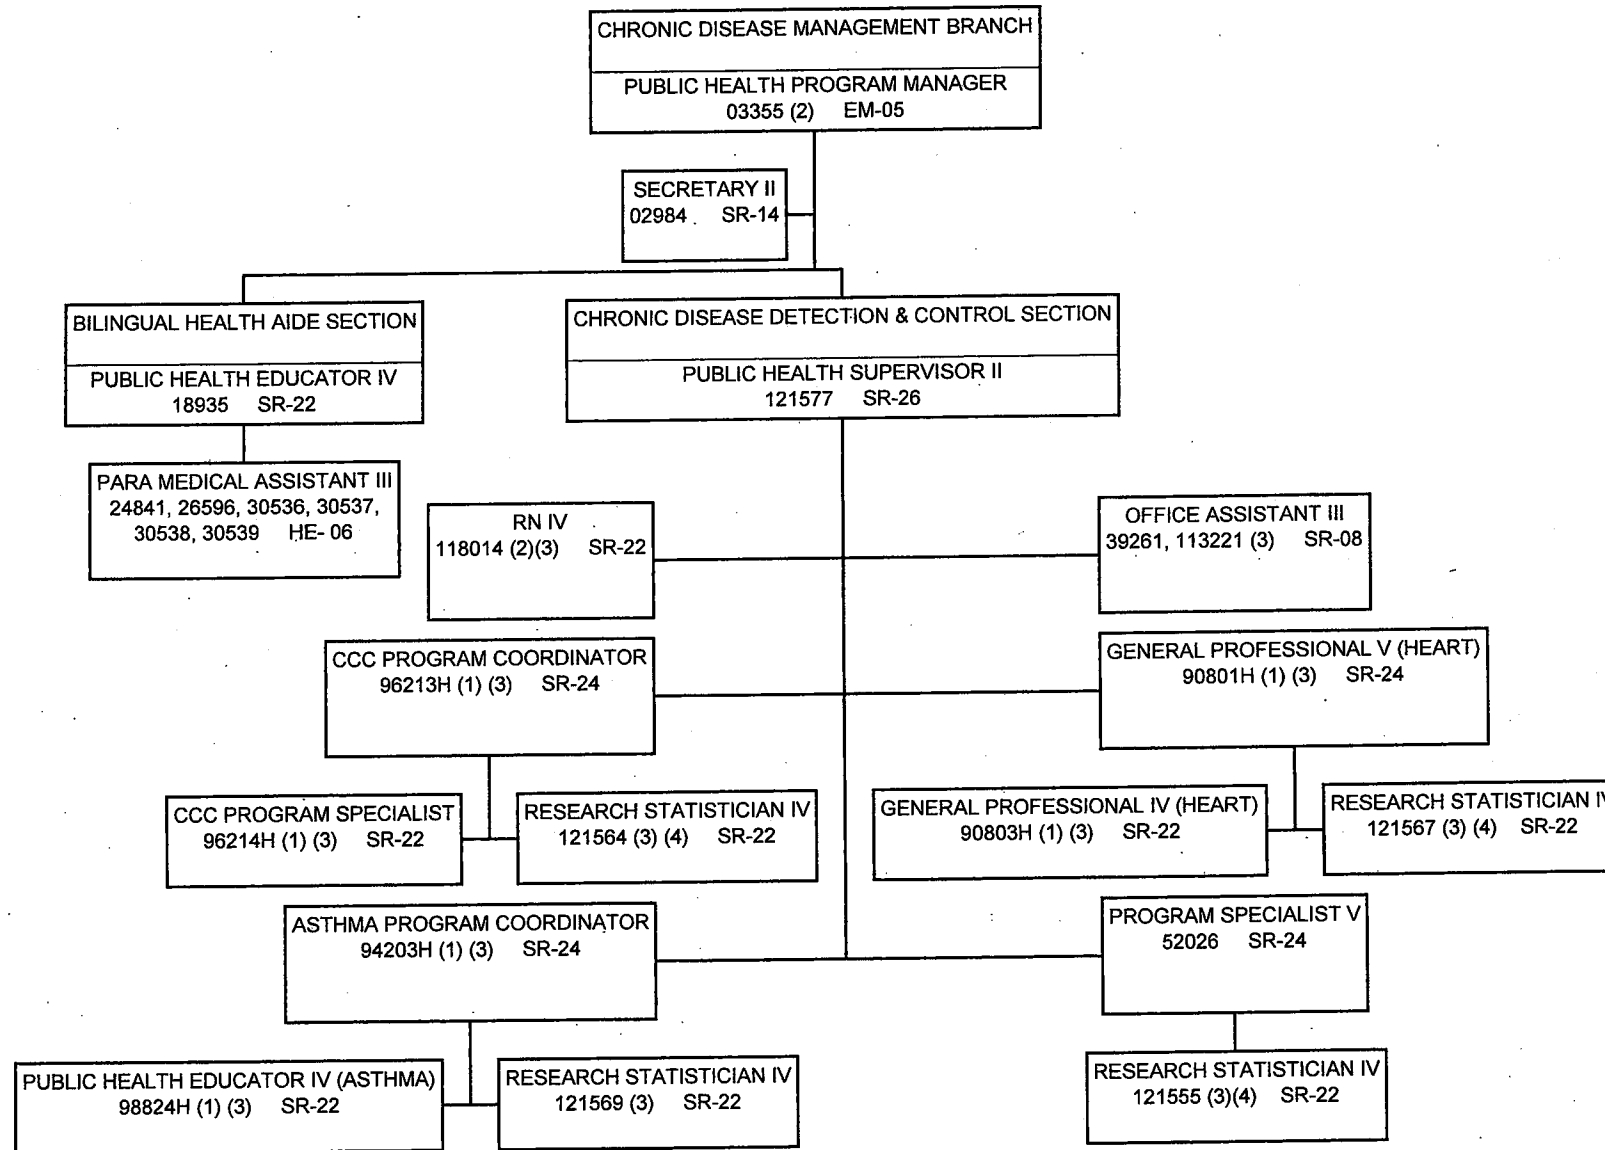 CHRONIC DISEASE MANAGEMENT BRANCH
PUBLIC HEALTH PROGRAM MANAGER
03355 (2) EM-05
SECRETARY II
02984 SR-14
BILINGUAL HEALTH AIDE SECTION
PUBLIC HEALTH EDUCATOR IV
18935 SR-22
CHRONIC DISEASE DETECTION & CONTROL SECTION
PUBLIC HEALTH SUPERVISOR II
121577 SR-26
PARA MEDICAL ASSISTANT III
24841, 26596, 30536, 30537,
30538, 30539 HE- 06
RN IV
118014 (2)(3) SR-22
OFFICE ASSISTANT III
39261, 113221 (3) SR-08
CCC PROGRAM COORDINATOR
96213H (1) (3) SR-24
GENERAL PROFESSIONAL V (HEART)
90801H (1) (3) SR-24
CCC PROGRAM SPECIALIST
96214H (1) (3) SR-22
RESEARCH STATISTICIAN IV
121564 (3) (4) SR-22
GENERAL PROFESSIONAL IV (HEART)
90803H (1) (3) SR-22
RESEARCH STATISTICIAN IV
121567 (3) (4) SR-22
ASTHMA PROGRAM COORDINATOR
94203H (1) (3) SR-24
PROGRAM SPECIALIST V
52026 SR-24
PUBLIC HEALTH EDUCATOR IV (ASTHMA)
98824H (1) (3) SR-22
RESEARCH STATISTICIAN IV
121569 (3) SR-22
RESEARCH STATISTICIAN IV
121555 (3)(4) SR-22